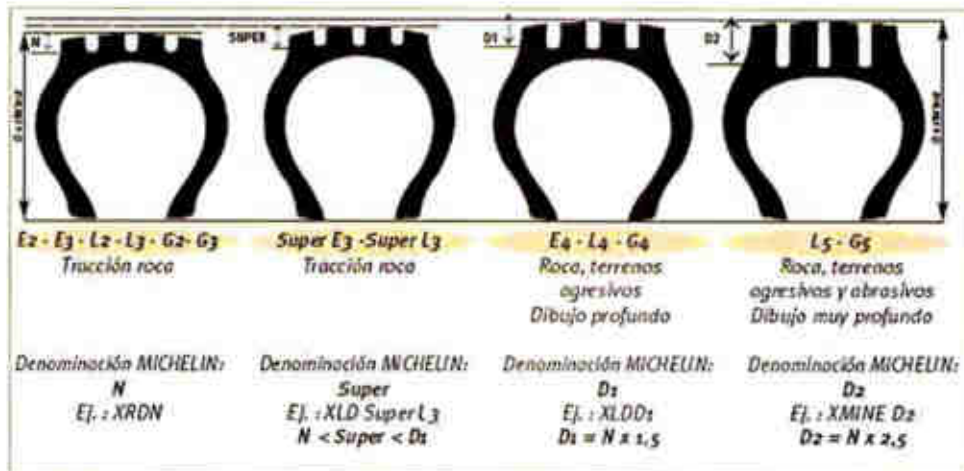 N
SUPER
D1
D2
E2 - E3 - L2 - L3 - G2- G3
Tracción roca
Denominación MICHELIN:
N
Ej. : XRDN
Super E3 -Super L3
Tracción roca
Denominación MICHELIN:
Super
Ej. : XLD Super L3
N < Super < D1
E4 - L4 - G4
Roca, terrenos
agresivos
Dibujo profundo
Denominación MICHELIN:
D1
Ej. : XLDD1
D1 = N x 1,5
L5 - G5
Roca, terrenos
agresivos y abrasivos
Dibujo muy profundo
Denominación MICHELIN:
D2
Ej. : XMINE D2
D2 = N x 2,5